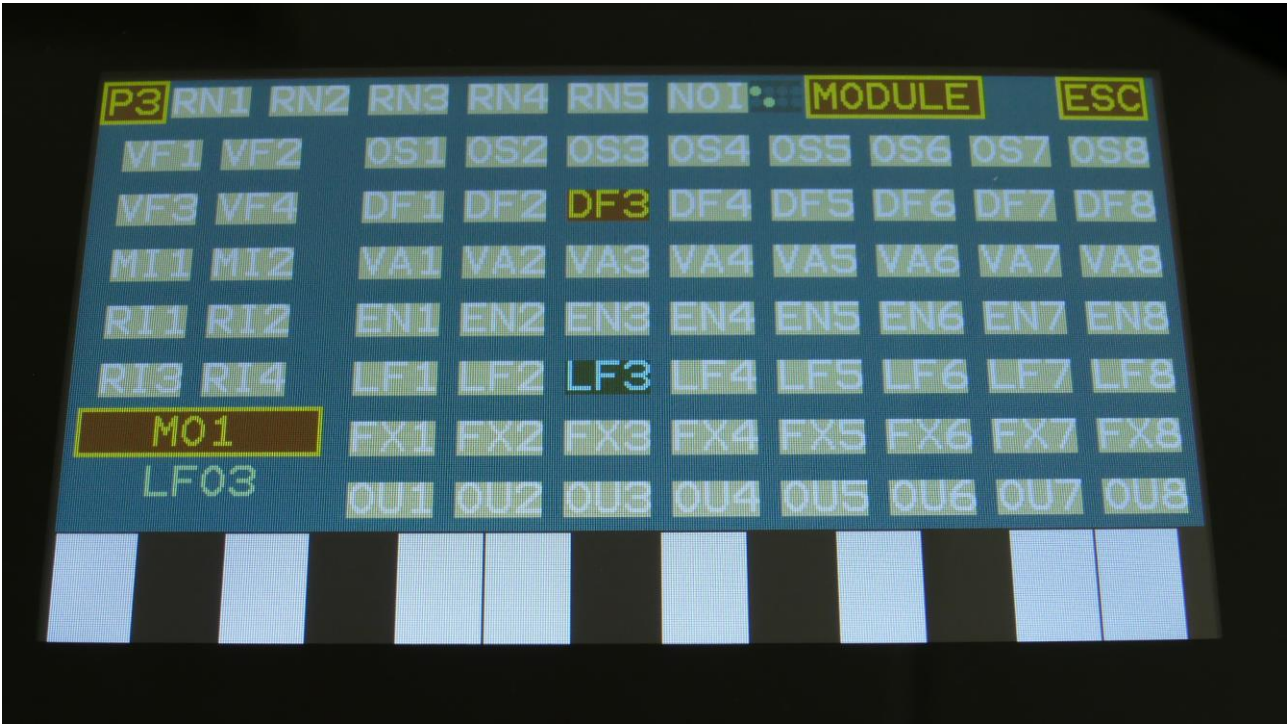 P3 RN1 RN2 RN3 RN4 RN5 NOI MODULE ESC
VF1 VF2 OS1 OS2 OS3 OS4 OS5 OS6 OS7 OS8
VF3 VF4 DF1 DF2 DF3 DF4 DF5 DF6 DF7 DF8
MI1 MI2 VA1 VA2 VA3 VA4 VA5 VA6 VA7 VA8
RI1 RI2 EN1 EN2 EN3 EN4 EN5 EN6 EN7 EN8
RI3 RI4 LF1 LF2 LF3 LF4 LF5 LF6 LF7 LF8
MO1 FX1 FX2 FX3 FX4 FX5 FX6 FX7 FX8
LFO3 OU1 OU2 OU3 OU4 OU5 OU6 OU7 OU8